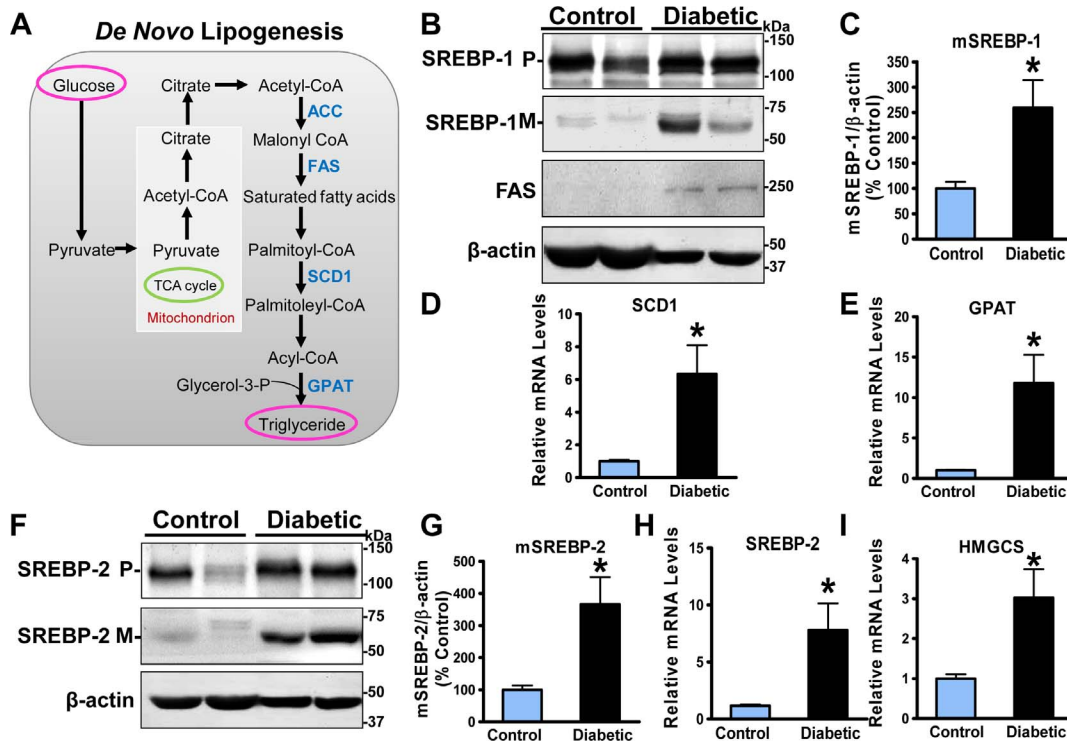 A
De Novo Lipogenesis
Glucose
Citrate
Acetyl-CoA
ACC
Citrate
Malonyl CoA
FAS
Acetyl-CoA
Saturated fatty acids
Pyruvate
Pyruvate
Palmitoyl-CoA
TCA cycle
SCD1
Mitochondrion
Palmitoleyl-CoA
Acyl-CoA
Glycerol-3-P
GPAT
Triglyceride
B
Control
Diabetic
kDa
SREBP-1 P
-150
-100
SREBP-1M
-75
-50
FAS
-250
β-actin
-50
-37
C
mSREBP-1
mSREBP-1/β-actin
(% Control)
350
300
250
200
150
100
50
0
*
Control
Diabetic
D
SCD1
Relative mRNA Levels
10
8
6
4
2
0
*
Control
Diabetic
E
GPAT
Relative mRNA Levels
20
15
10
5
0
*
Control
Diabetic
F
Control
Diabetic
kDa
SREBP-2 P
-150
-100
SREBP-2 M
-75
-50
β-actin
-50
-37
G
mSREBP-2
mSREBP-2/β-actin
(% Control)
500
400
300
200
100
0
*
Control
Diabetic
H
SREBP-2
Relative mRNA Levels
15
10
5
0
*
Control
Diabetic
I
HMGCS
Relative mRNA Levels
4
3
2
1
0
*
Control
Diabetic